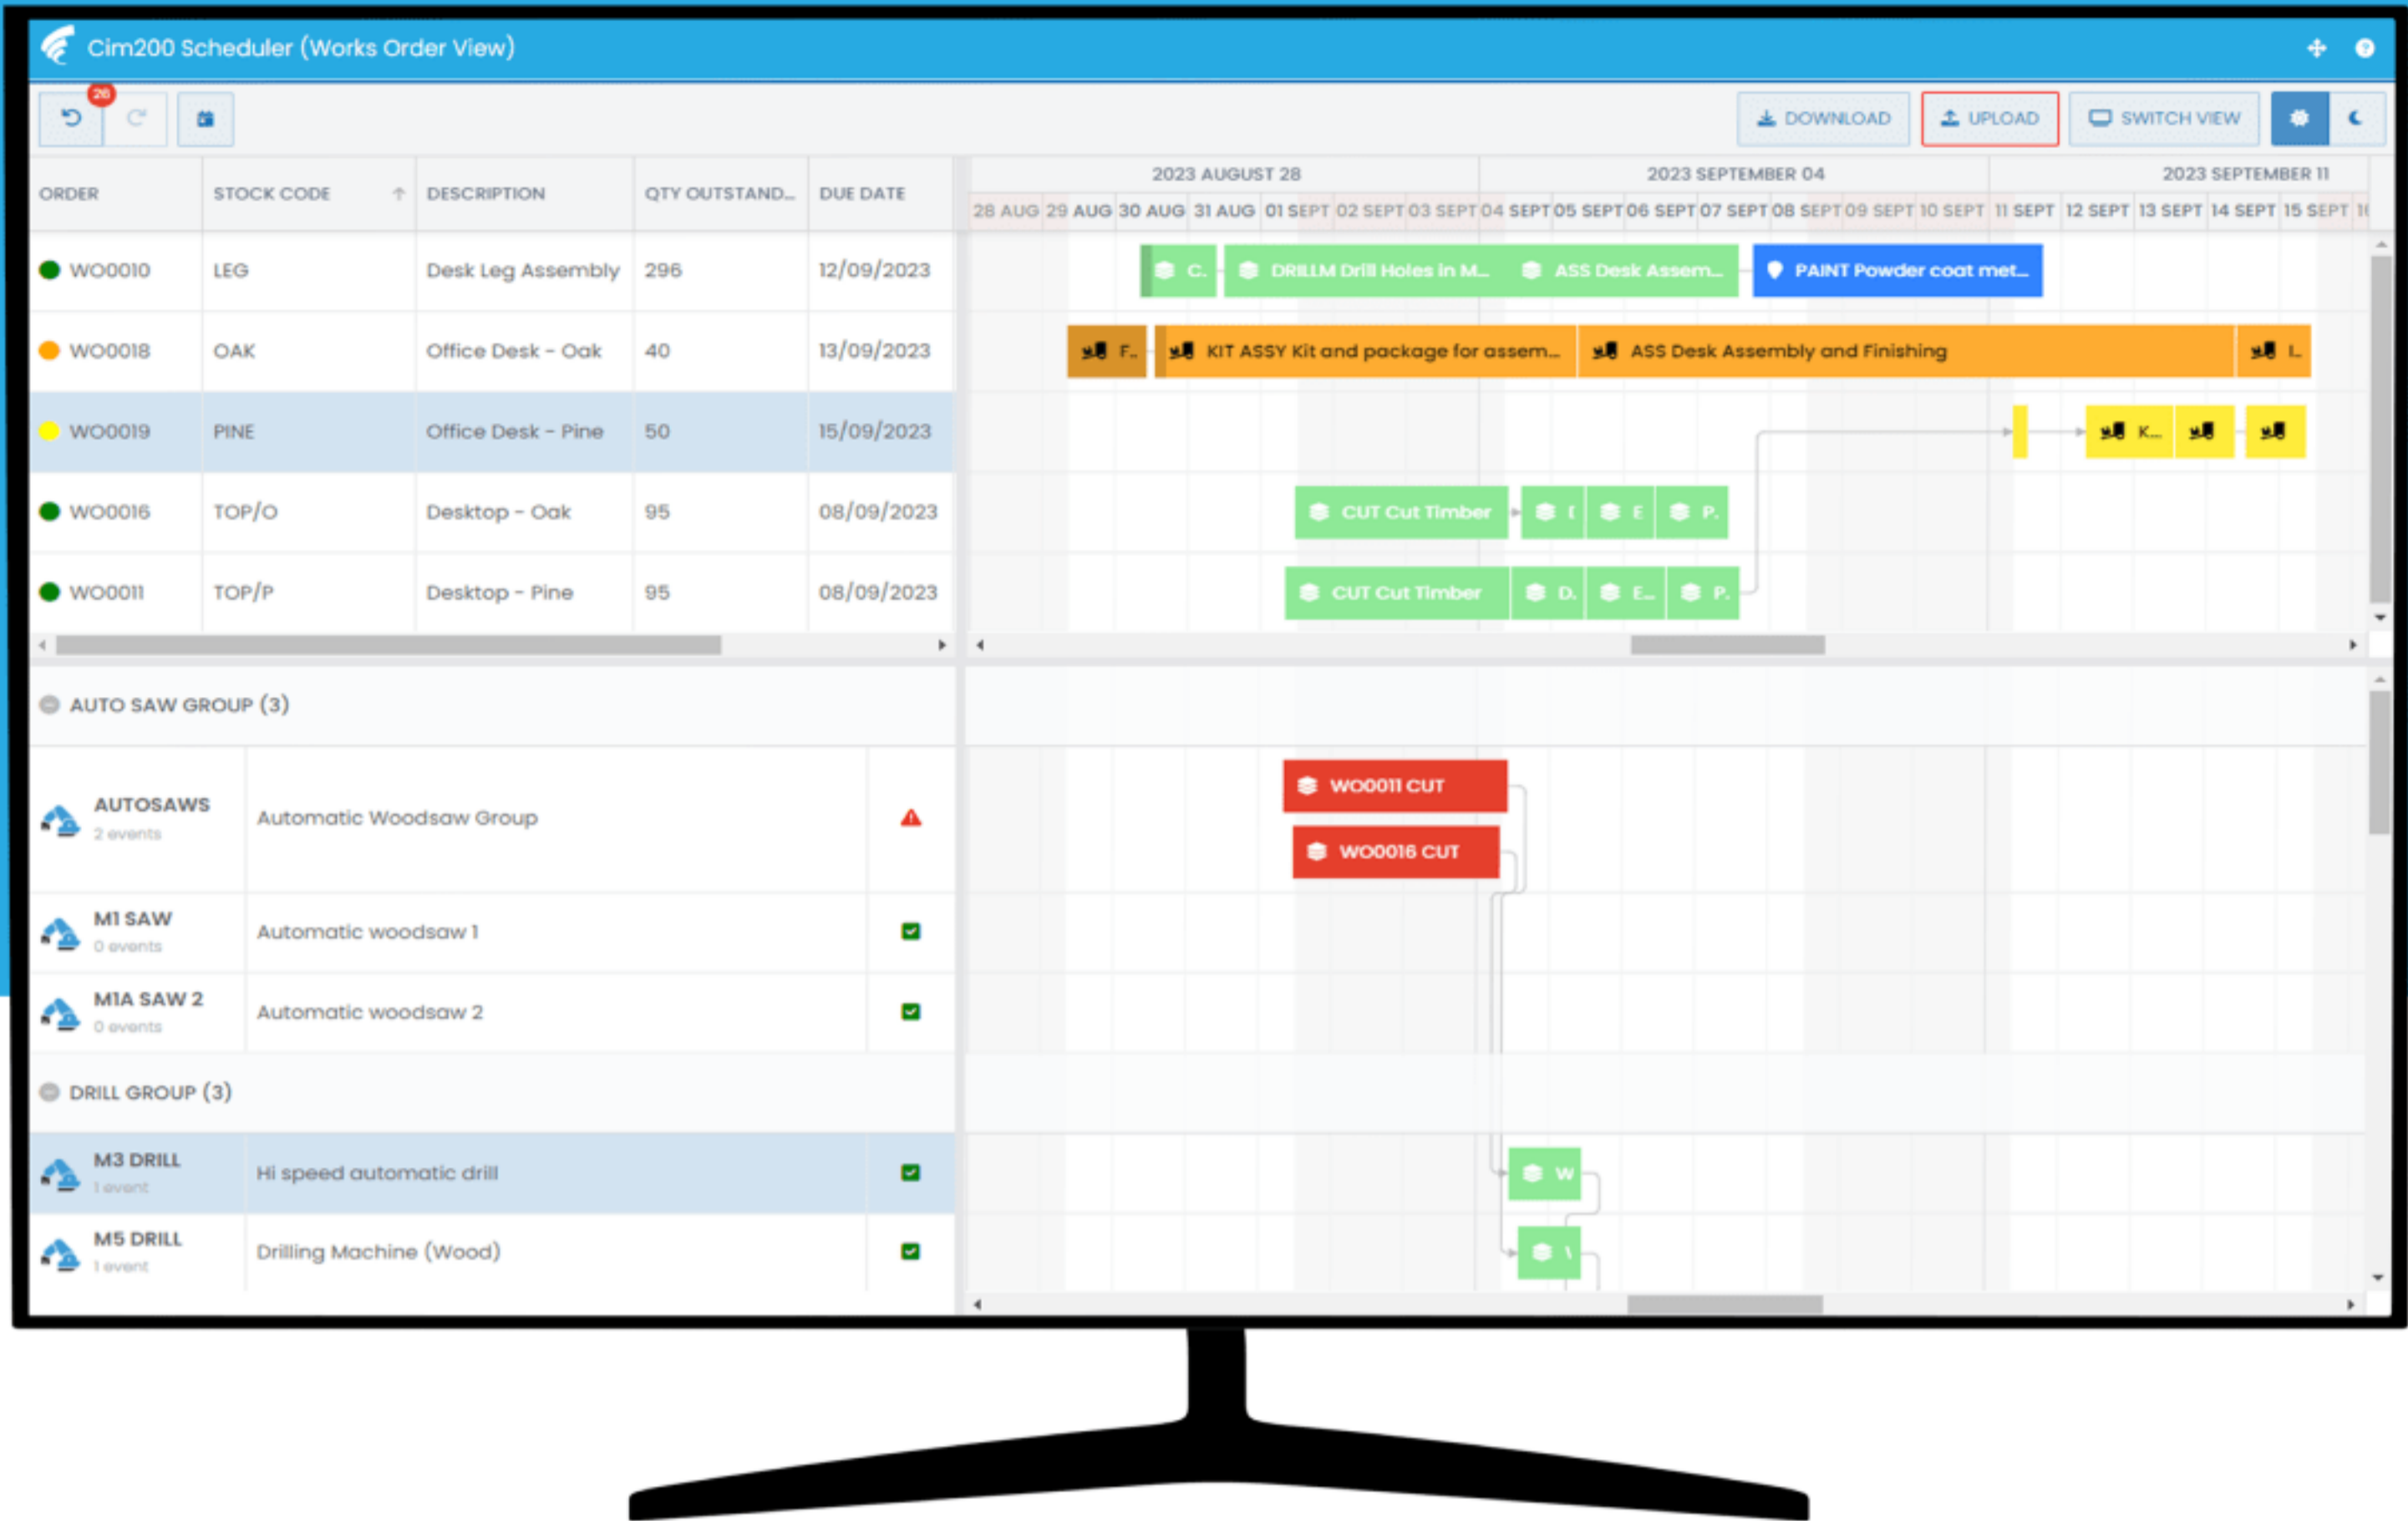 Cim200 Scheduler (Works Order View)
26
DOWNLOAD
UPLOAD
SWITCH VIEW
ORDER STOCK CODE DESCRIPTION QTY OUTSTAND... DUE DATE
2023 AUGUST 28 2023 SEPTEMBER 04 2023 SEPTEMBER 11
28 AUG 29 AUG 30 AUG 31 AUG 01 SEPT 02 SEPT 03 SEPT 04 SEPT 05 SEPT 06 SEPT 07 SEPT 08 SEPT 09 SEPT 10 SEPT 11 SEPT 12 SEPT 13 SEPT 14 SEPT 15 SEPT
WO0010 LEG Desk Leg Assembly 296 12/09/2023 C. DRILLM Drill Holes in M... ASS Desk Assem... PAINT Powder coat met...
WO0018 OAK Office Desk - Oak 40 13/09/2023 F.. KIT ASSY Kit and package for assem... ASS Desk Assembly and Finishing I..
WO0019 PINE Office Desk - Pine 50 15/09/2023 K...
WO0016 TOP/O Desktop - Oak 95 08/09/2023 CUT Cut Timber E P.
WO0011 TOP/P Desktop - Pine 95 08/09/2023 CUT Cut Timber D. E... P.
AUTO SAW GROUP (3)
AUTOSAWS
2 events
Automatic Woodsaw Group
WO0011 CUT
WO0016 CUT
M1 SAW
0 events
Automatic woodsaw 1
M1A SAW 2
0 events
Automatic woodsaw 2
DRILL GROUP (3)
M3 DRILL
1 event
Hi speed automatic drill
W
M5 DRILL
1 event
Drilling Machine (Wood)